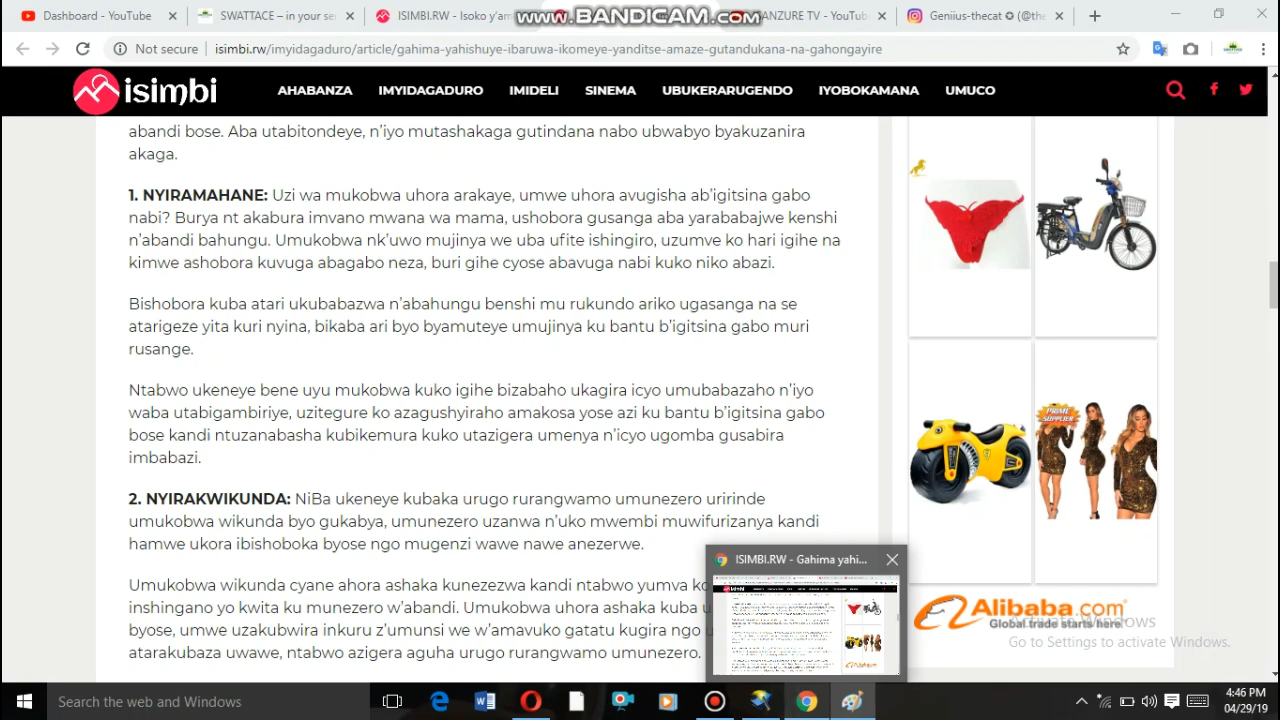 Dashboard - YouTube
SWATTACE – in your se
ISIMBI.RW - Isoko y'am
www.BANDICAM.com
ANZURE TV - YouTub
Geniius-thecat ✪ (@the
Not secure
isimbi.rw/imyidagaduro/article/gahima-yahishuye-ibaruwa-ikomeye-yanditse-amaze-gutandukana-na-gahongayire
isimbi
AHABANZA
IMYIDAGADURO
IMIDELI
SINEMA
UBUKERARUGENDO
IYOBOKAMANA
UMUCO
abandi bose. Aba utabitondeye, n'iyo mutashakaga gutindana nabo ubwabyo byakuzanira
akaga.
1. NYIRAMAHANE: Uzi wa mukobwa uhora arakaye, umwe uhora avugisha ab'igitsina gabo
nabi? Burya nt akabura imvano mwana wa mama, ushobora gusanga aba yarababajwe kenshi
n'abandi bahungu. Umukobwa nk'uwo mujinya we uba ufite ishingiro, uzumve ko hari igihe na
kimwe ashobora kuvuga abagabo neza, buri gihe cyose abavuga nabi kuko niko abazi.
Bishobora kuba atari ukubabazwa n'abahungu benshi mu rukundo ariko ugasanga na se
atarigeze yita kuri nyina, bikaba ari byo byamuteye umujinya ku bantu b'igitsina gabo muri
rusange.
Ntabwo ukeneye bene uyu mukobwa kuko igihe bizabaho ukagira icyo umubabazaho n'iyo
waba utabigambiriye, uzitegure ko azagushyiraho amakosa yose azi ku bantu b'igitsina gabo
bose kandi ntuzanabasha kubikemura kuko utazigera umenya n'icyo ugomba gusabira
imbabazi.
2. NYIRAKWIKUNDA: NiBa ukeneye kubaka urugo rurangwamo umunezero uririnde
umukobwa wikunda byo gukabya, umunezero uzanwa n'uko mwembi muwifurizanya kandi
hamwe ukora ibishoboka byose ngo mugenzi wawe nawe anezerwe.
Umukobwa wikunda cyane ahora ashaka kunezezwa kandi ntabwo yumva ko
nshingano yo kwita kumunezero w'abandi. Umukobwa uhora ashaka kuba u
byose, umwe uzakubwira inkuru z'umunsi we w'amavuko gatatu kugira ngo u
atarakubaza uwawe, ntabwo azigera aguha urugo rurangwamo umunezero.
PRIME
SUPPLIER
ISIMBI.RW - Gahima yahi...
Alibaba.com
Global trade starts here.
Windows
Go to Settings to activate Windows.
Search the web and Windows
4:46 PM
04/29/19